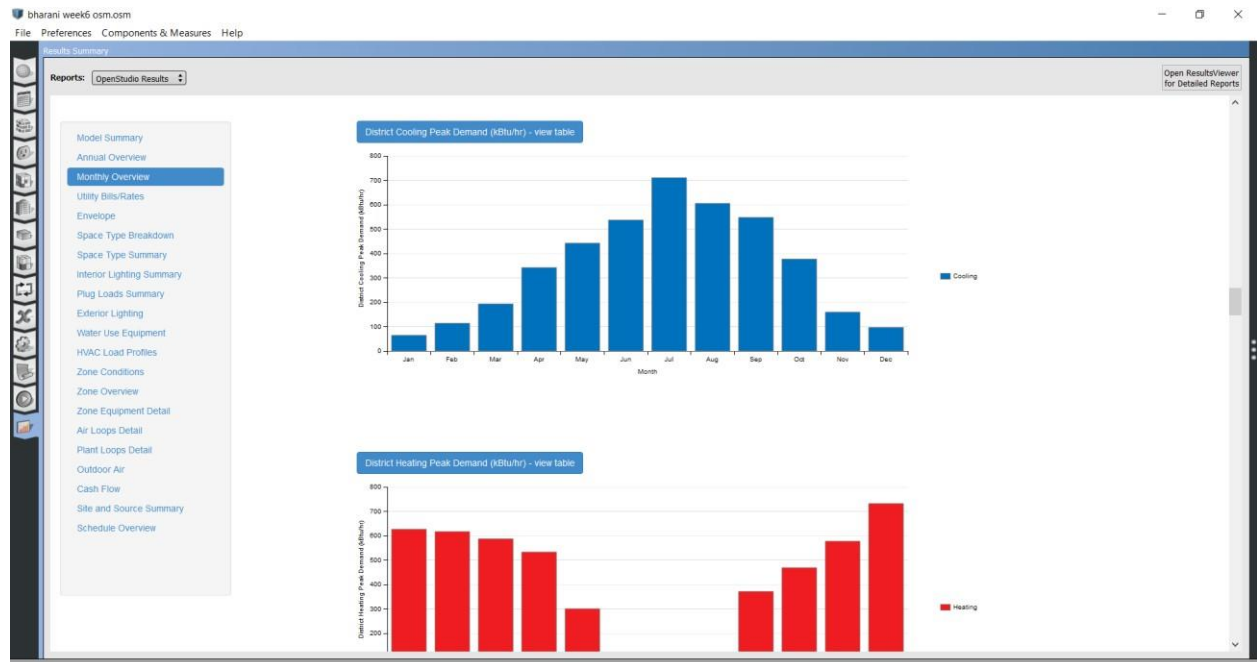 bharani week6 osm.osm
File Preferences Components & Measures Help
Results Summary
Reports: OpenStudio Results
Open ResultsViewer
for Detailed Reports
Model Summary
Annual Overview
Monthly Overview
Utility Bills/Rates
Envelope
Space Type Breakdown
Space Type Summary
Interior Lighting Summary
Plug Loads Summary
Exterior Lighting
Water Use Equipment
HVAC Load Profiles
Zone Conditions
Zone Overview
Zone Equipment Detail
Air Loops Detail
Plant Loops Detail
Outdoor Air
Cash Flow
Site and Source Summary
Schedule Overview
District Cooling Peak Demand (kBtu/hr) - view table
District Cooling Peak Demand (kBtu/hr)
800
700
600
500
400
300
200
100
0
Jan Feb Mar Apr May Jun Jul Aug Sep Oct Nov Dec
Month
Cooling
District Heating Peak Demand (kBtu/hr) - view table
District Heating Peak Demand (kBtu/hr)
800
700
600
500
400
300
200
Heating